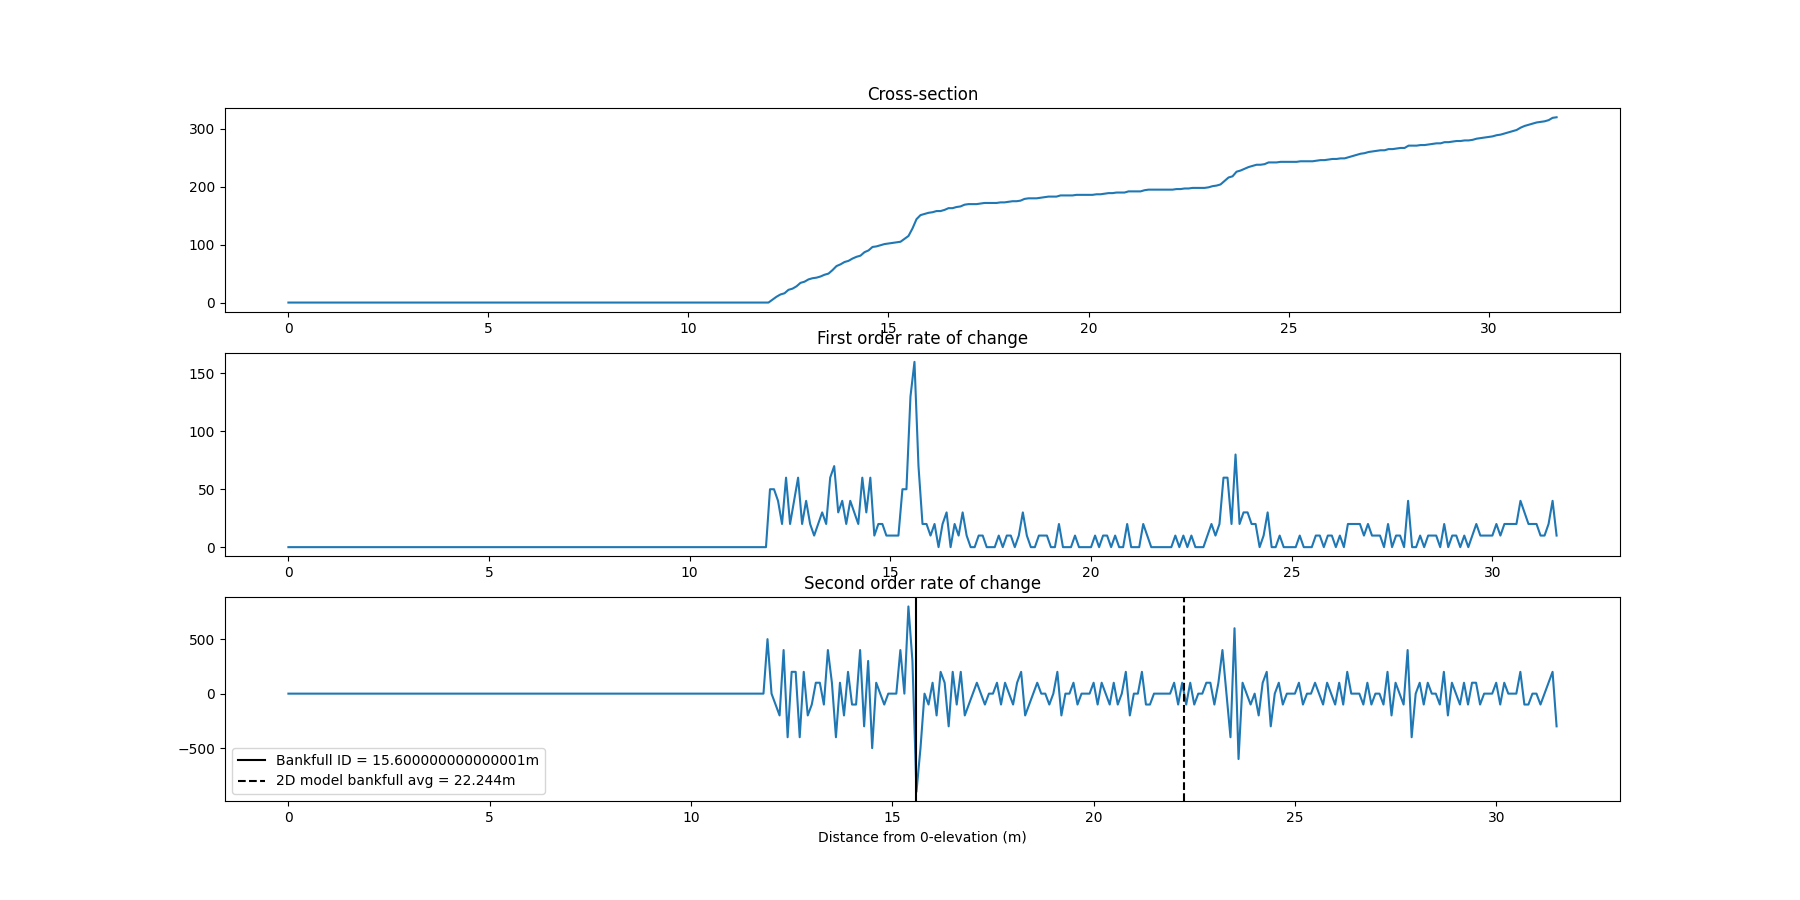 Cross-section
300
200
100
0
0 5 10 15 20 25 30
First order rate of change
150
100
50
0
0 5 10 15 20 25 30
Second order rate of change
500
0
−500
Bankfull ID = 15.600000000000001m
2D model bankfull avg = 22.244m
0 5 10 15 20 25 30
Distance from 0-elevation (m)